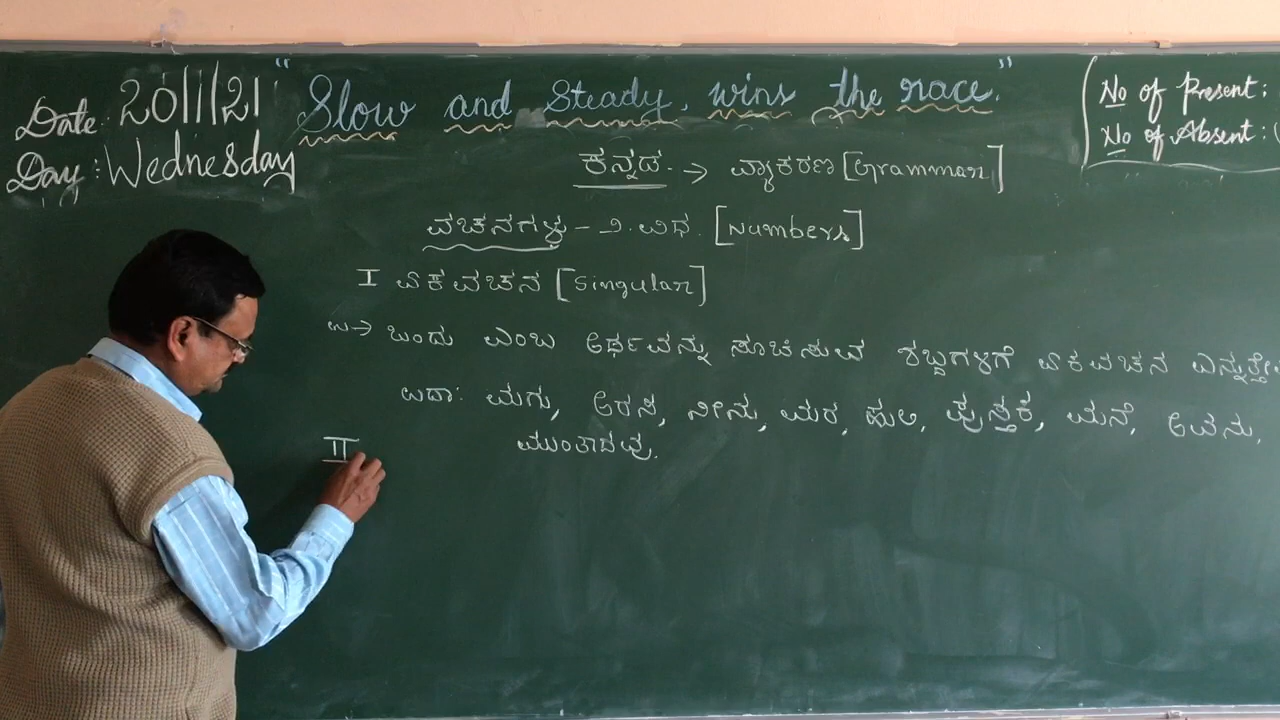 Date: 20/1/21
Day: Wednesday
"Slow and Steady, wins the race."
No of Present:
No of Absent:
ಕನ್ನಡ. → ವ್ಯಾಕರಣ [Grammar]
ವಚನಗಳು - ೨. ವಿಧ. [Numbers]
I ಏಕವಚನ [Singular]
→ ಒಂದು ಎಂಬ ಅರ್ಥವನ್ನು ಸೂಚಿಸುವ ಶಬ್ದಗಳಿಗೆ ಏಕವಚನ ಎನ್ನುತ್ತೇ
ಉದಾ: ಮಗು, ಅರಸಿ, ನೀನು, ಮರ, ಹುಲಿ, ಪುಸ್ತಕ, ಮನೆ, ಅವನು,
ಮುಂತಾದವು.
II